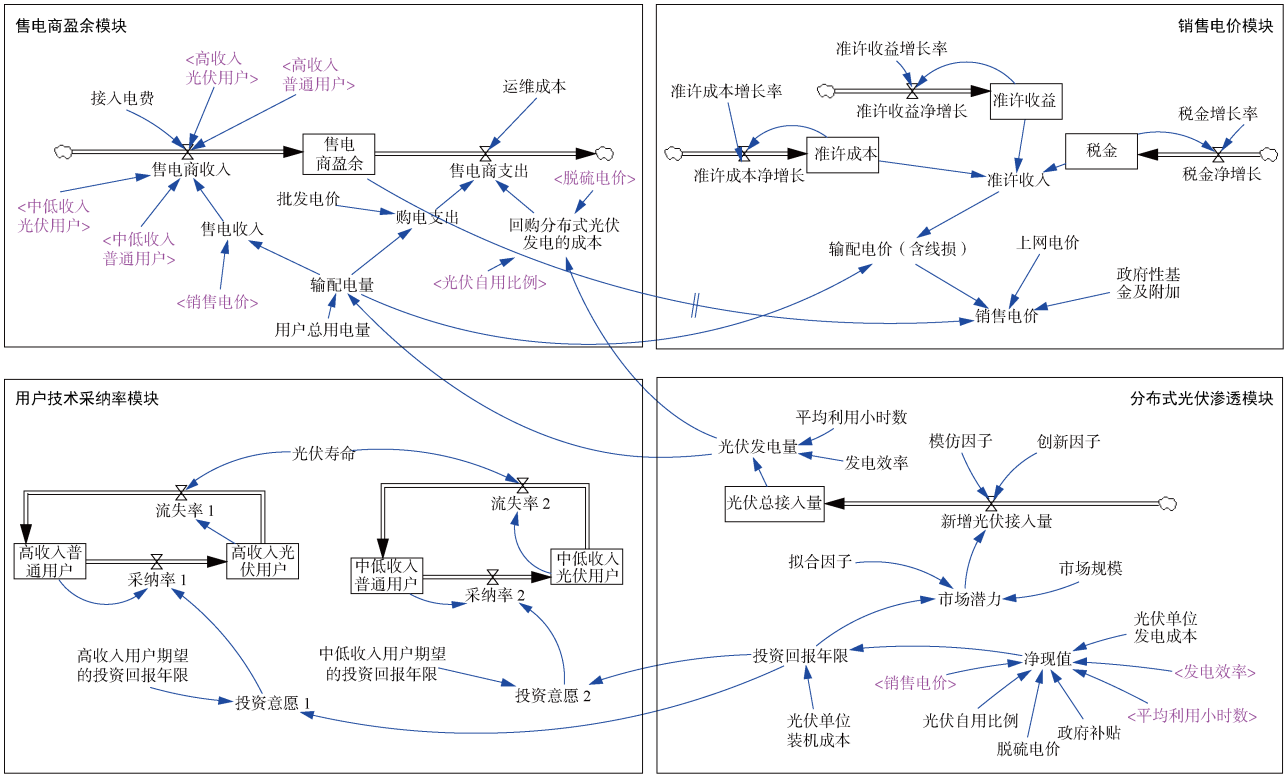 售电商盈余模块
<高收入
光伏用户>
<高收入
普通用户>
接入电费
运维成本
售电
商盈余
售电商收入
售电商支出
<脱硫电价>
<中低收入
光伏用户>
<中低收入
普通用户>
售电收入
批发电价
购电支出
回购分布式光伏
发电的成本
<销售电价>
输配电量
<光伏自用比例>
用户总用电量
销售电价模块
准许收益增长率
准许收益
准许收益净增长
准许成本增长率
准许成本
准许成本净增长
税金增长率
税金
税金净增长
准许收入
输配电价（含线损）
上网电价
政府性基
金及附加
销售电价
用户技术采纳率模块
光伏寿命
流失率 1
流失率 2
高收入普
通用户
高收入光
伏用户
采纳率 1
中低收入
普通用户
中低收入
光伏用户
采纳率 2
高收入用户期望
的投资回报年限
中低收入用户期望
的投资回报年限
投资意愿 1
投资意愿 2
分布式光伏渗透模块
平均利用小时数
光伏发电量
发电效率
模仿因子
创新因子
光伏总接入量
新增光伏接入量
拟合因子
市场规模
市场潜力
光伏单位
发电成本
投资回报年限
净现值
<销售电价>
<发电效率>
光伏单位
装机成本
光伏自用比例
脱硫电价
政府补贴
<平均利用小时数>